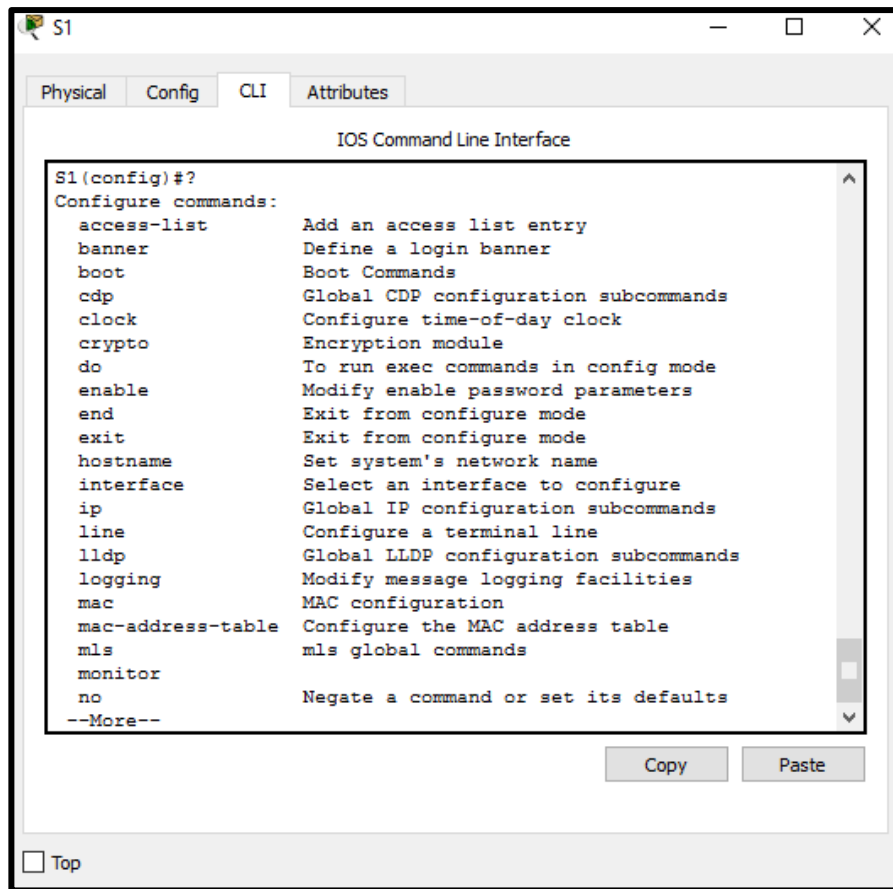 S1
Physical Config CLI Attributes
IOS Command Line Interface
S1(config)#?
Configure commands:
  access-list        Add an access list entry
  banner             Define a login banner
  boot               Boot Commands
  cdp                Global CDP configuration subcommands
  clock              Configure time-of-day clock
  crypto             Encryption module
  do                 To run exec commands in config mode
  enable             Modify enable password parameters
  end                Exit from configure mode
  exit               Exit from configure mode
  hostname           Set system's network name
  interface          Select an interface to configure
  ip                 Global IP configuration subcommands
  line               Configure a terminal line
  lldp               Global LLDP configuration subcommands
  logging            Modify message logging facilities
  mac                MAC configuration
  mac-address-table  Configure the MAC address table
  mls                mls global commands
  monitor
  no                 Negate a command or set its defaults
 --More--
Copy Paste
Top